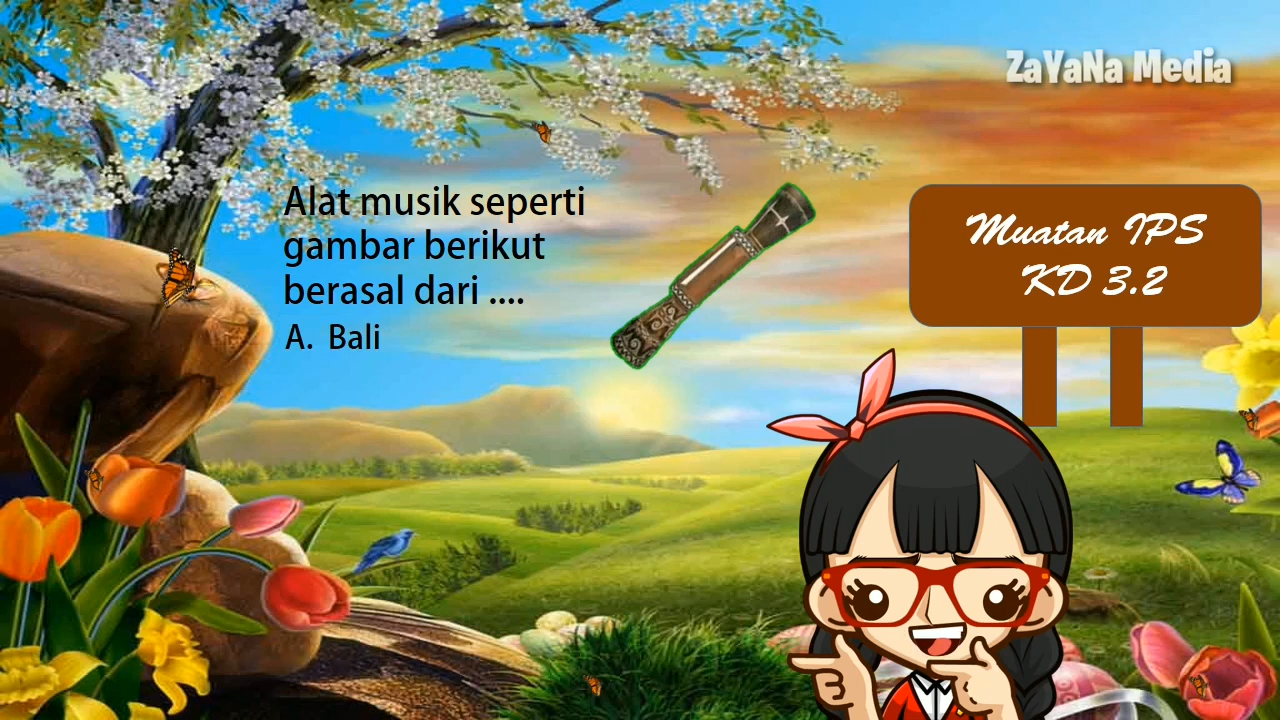 ZaYaNa Media
Alat musik seperti
gambar berikut
berasal dari ....
A. Bali
Muatan IPS
KD 3.2